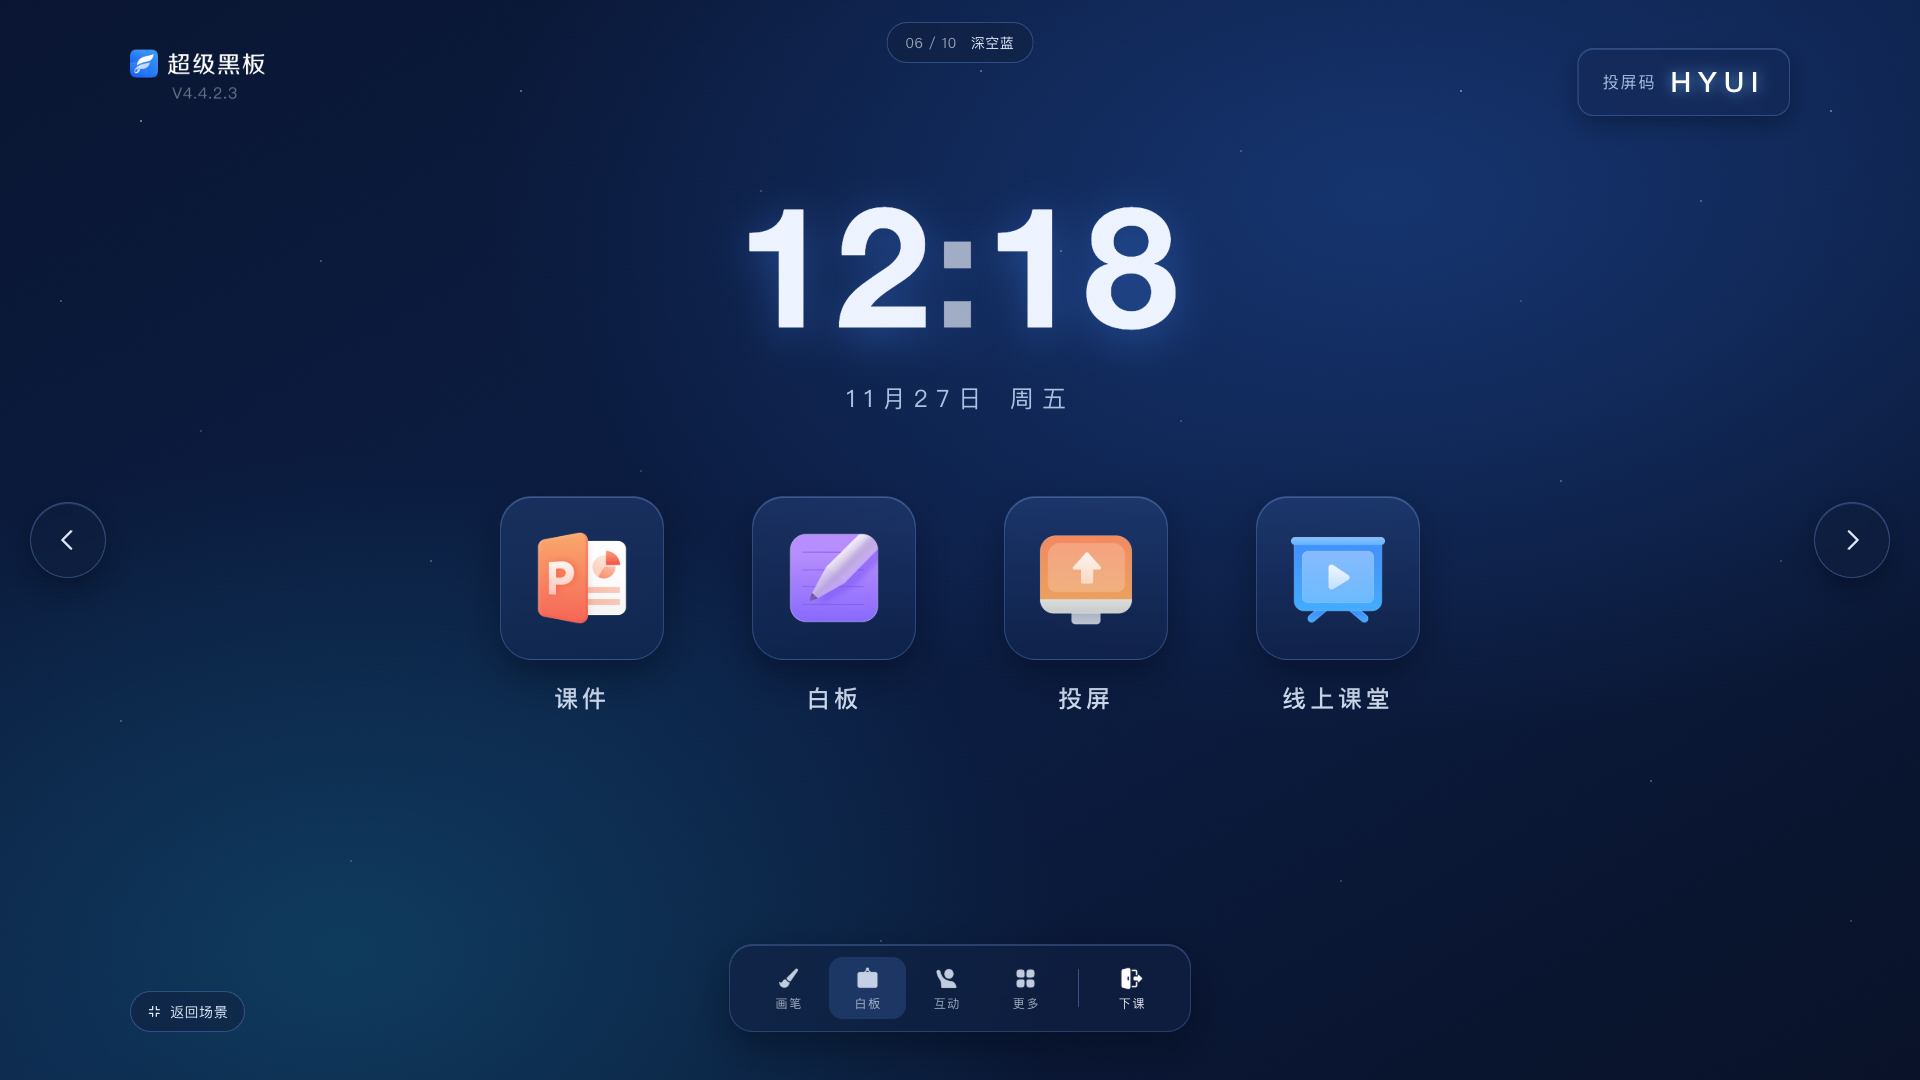 超级黑板
V4.4.2.3
06 / 10 深空蓝
投屏码 HYUI
12:18
11月27日 周五
P
课件
白板
投屏
线上课堂
返回场景
画笔
白板
互动
更多
下课